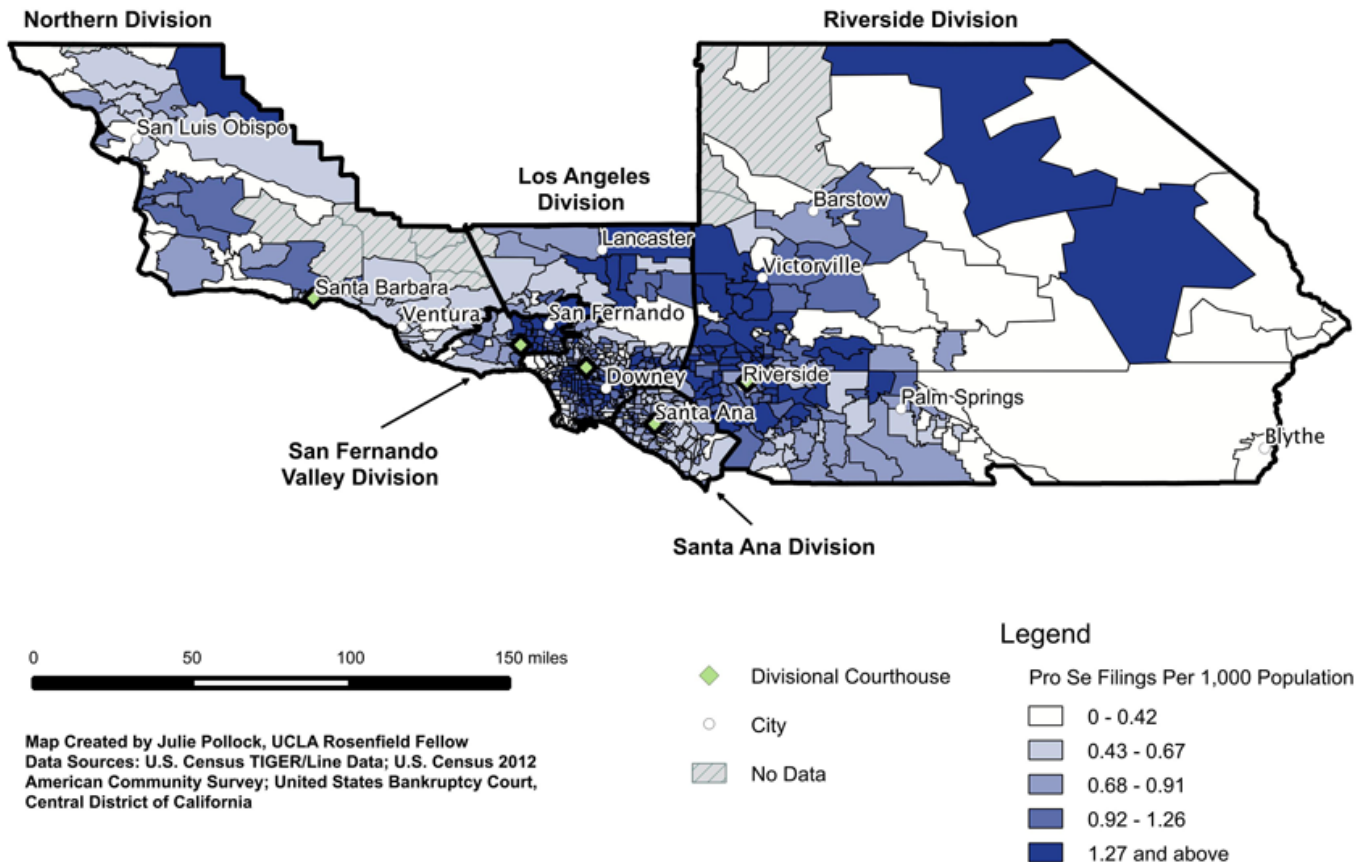 Northern Division
Riverside Division
San Luis Obispo
Los Angeles
Division
Barstow
Lancaster
Victorville
Santa Barbara
Ventura
San Fernando
Downey
Riverside
Palm Springs
Santa Ana
Blythe
San Fernando
Valley Division
Santa Ana Division
0 50 100 150 miles
Map Created by Julie Pollock, UCLA Rosenfield Fellow
Data Sources: U.S. Census TIGER/Line Data; U.S. Census 2012
American Community Survey; United States Bankruptcy Court,
Central District of California
Divisional Courthouse
City
No Data
Legend
Pro Se Filings Per 1,000 Population
0 - 0.42
0.43 - 0.67
0.68 - 0.91
0.92 - 1.26
1.27 and above